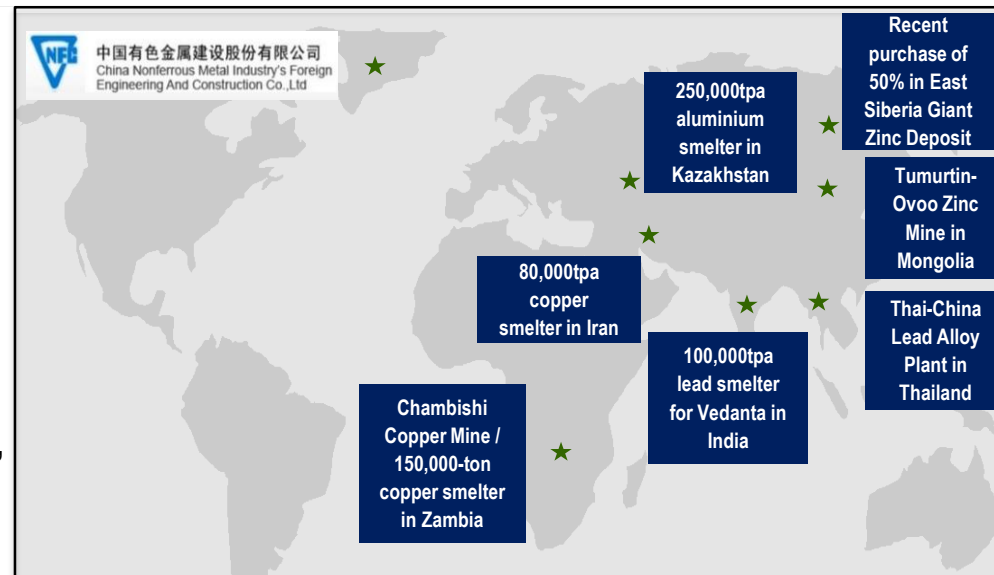 NFC
中国有色金属建设股份有限公司
China Nonferrous Metal Industry's Foreign
Engineering And Construction Co.,Ltd
Recent
purchase of
50% in East
Siberia Giant
Zinc Deposit
250,000tpa
aluminium
smelter in
Kazakhstan
Tumurtin-
Ovoo Zinc
Mine in
Mongolia
80,000tpa
copper
smelter in Iran
Thai-China
Lead Alloy
Plant in
Thailand
100,000tpa
lead smelter
for Vedanta in
India
Chambishi
Copper Mine /
150,000-ton
copper smelter
in Zambia
,